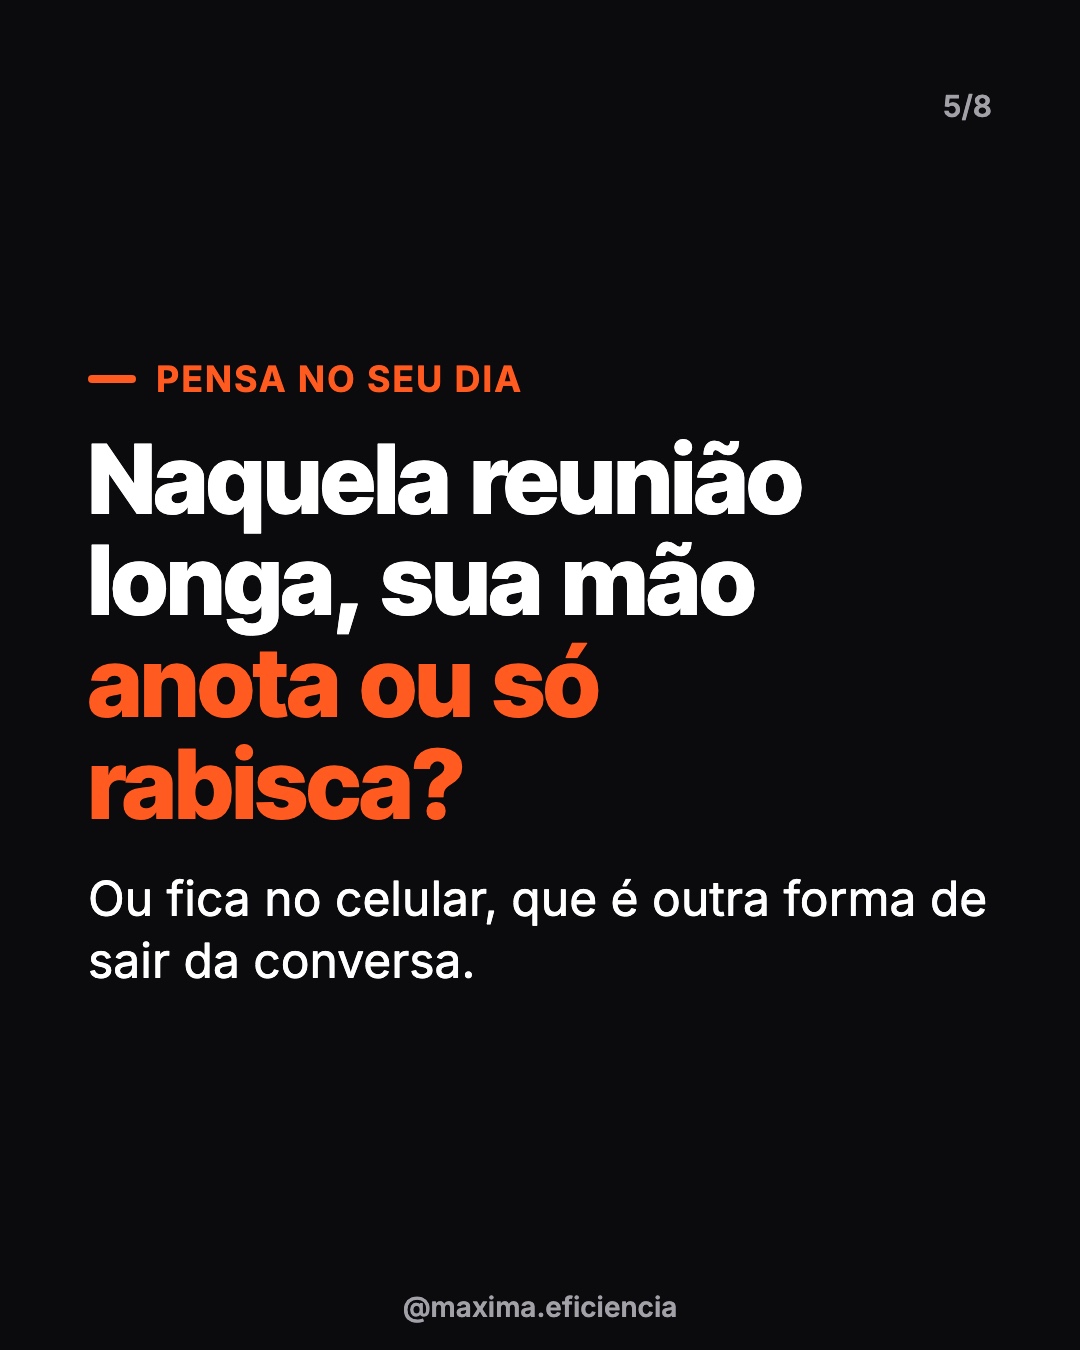 5/8
PENSA NO SEU DIA
Naquela reunião
longa, sua mão
anota ou só
rabisca?
Ou fica no celular, que é outra forma de
sair da conversa.
@maxima.eficiencia